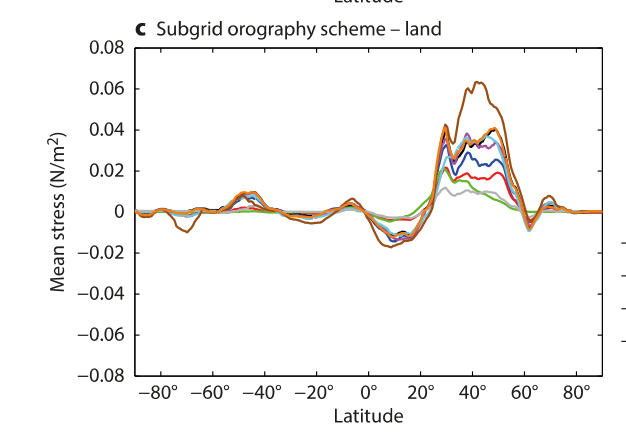 Latitude
c Subgrid orography scheme – land
0.08
0.06
0.04
0.02
0
−0.02
−0.04
−0.06
−0.08
Mean stress (N/m²)
−80° −60° −40° −20° 0° 20° 40° 60° 80°
Latitude